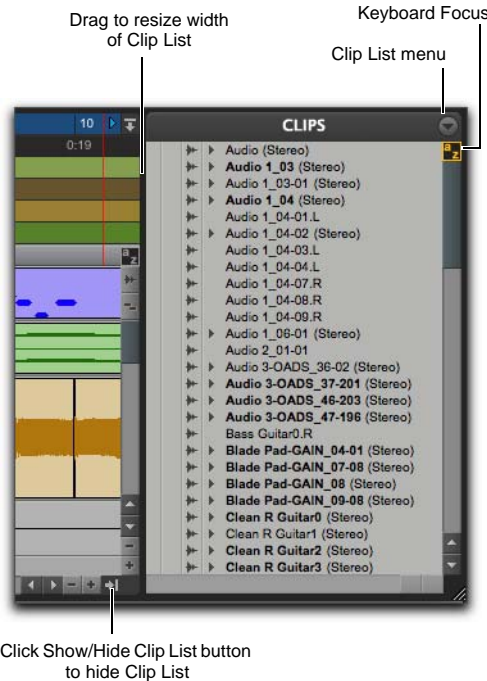 Keyboard Focus
Drag to resize width
of Clip List
Clip List menu
10
CLIPS
0:19
a z
Audio (Stereo)
Audio 1_03 (Stereo)
Audio 1_03-01 (Stereo)
Audio 1_04 (Stereo)
Audio 1_04-01.L
Audio 1_04-02 (Stereo)
Audio 1_04-03.L
Audio 1_04-04.L
Audio 1_04-07.R
Audio 1_04-08.R
Audio 1_04-09.R
Audio 1_06-01 (Stereo)
Audio 2_01-01
Audio 3-OADS_36-02 (Stereo)
Audio 3-OADS_37-201 (Stereo)
Audio 3-OADS_46-203 (Stereo)
Audio 3-OADS_47-196 (Stereo)
Bass Guitar0.R
Blade Pad-GAIN_04-01 (Stereo)
Blade Pad-GAIN_07-08 (Stereo)
Blade Pad-GAIN_08 (Stereo)
Blade Pad-GAIN_09-08 (Stereo)
Clean R Guitar0 (Stereo)
Clean R Guitar1 (Stereo)
Clean R Guitar2 (Stereo)
Clean R Guitar3 (Stereo)
a z
Click Show/Hide Clip List button
to hide Clip List